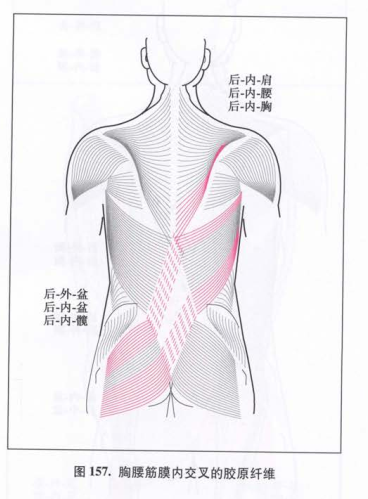 后-内-肩
后-内-腰
后-内-胸
后-外-盆
后-内-盆
后-内-髋
图 157. 胸腰筋膜内交叉的胶原纤维